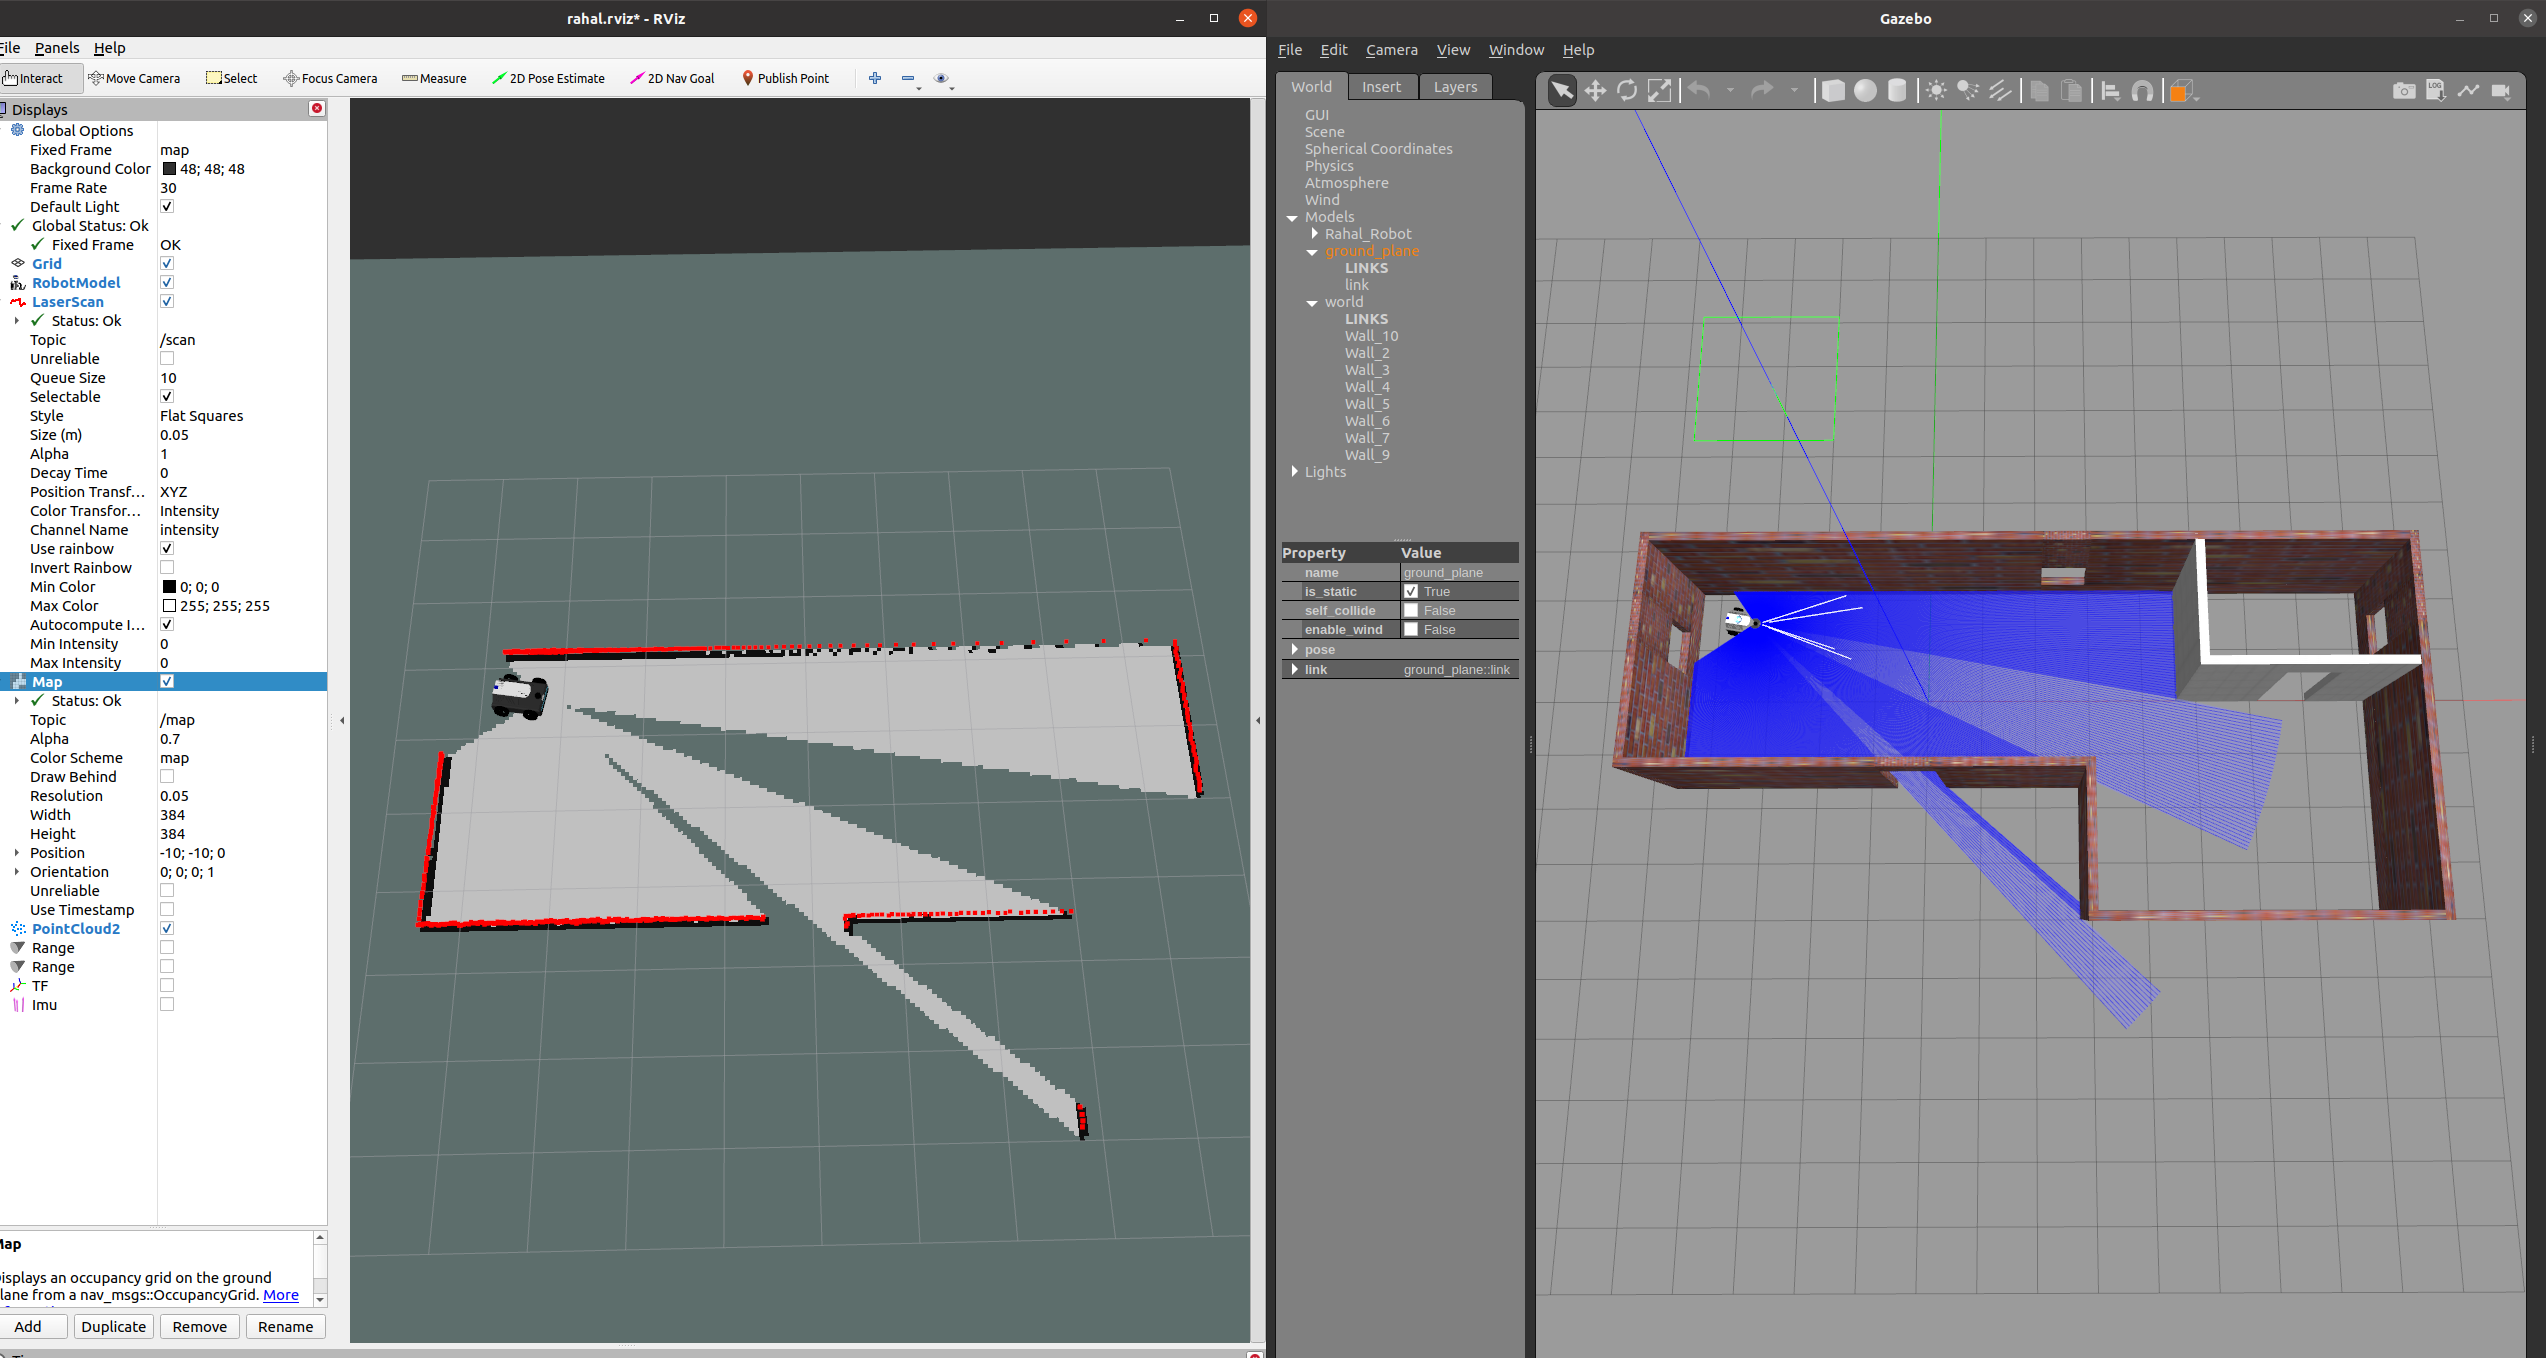 rahal.rviz* - RViz
File Panels Help
Interact Move Camera Select Focus Camera Measure 2D Pose Estimate 2D Nav Goal Publish Point
Displays
Global Options
Fixed Frame map
Background Color 48; 48; 48
Frame Rate 30
Default Light
Global Status: Ok
Fixed Frame OK
Grid
RobotModel
LaserScan
Status: Ok
Topic /scan
Unreliable
Queue Size 10
Selectable
Style Flat Squares
Size (m) 0.05
Alpha 1
Decay Time 0
Position Transf... XYZ
Color Transfor... Intensity
Channel Name intensity
Use rainbow
Invert Rainbow
Min Color 0; 0; 0
Max Color 255; 255; 255
Autocompute I...
Min Intensity 0
Max Intensity 0
Map
Status: Ok
Topic /map
Alpha 0.7
Color Scheme map
Draw Behind
Resolution 0.05
Width 384
Height 384
Position -10; -10; 0
Orientation 0; 0; 0; 1
Unreliable
Use Timestamp
PointCloud2
Range
Range
TF
Imu
Map
isplays an occupancy grid on the ground
lane from a nav_msgs::OccupancyGrid. More
Add Duplicate Remove Rename
Gazebo
File Edit Camera View Window Help
World Insert Layers
LOG
GUI
Scene
Spherical Coordinates
Physics
Atmosphere
Wind
Models
Rahal_Robot
ground_plane
LINKS
link
world
LINKS
Wall_10
Wall_2
Wall_3
Wall_4
Wall_5
Wall_6
Wall_7
Wall_9
Lights
Property Value
name ground_plane
is_static True
self_collide False
enable_wind False
pose
link ground_plane::link